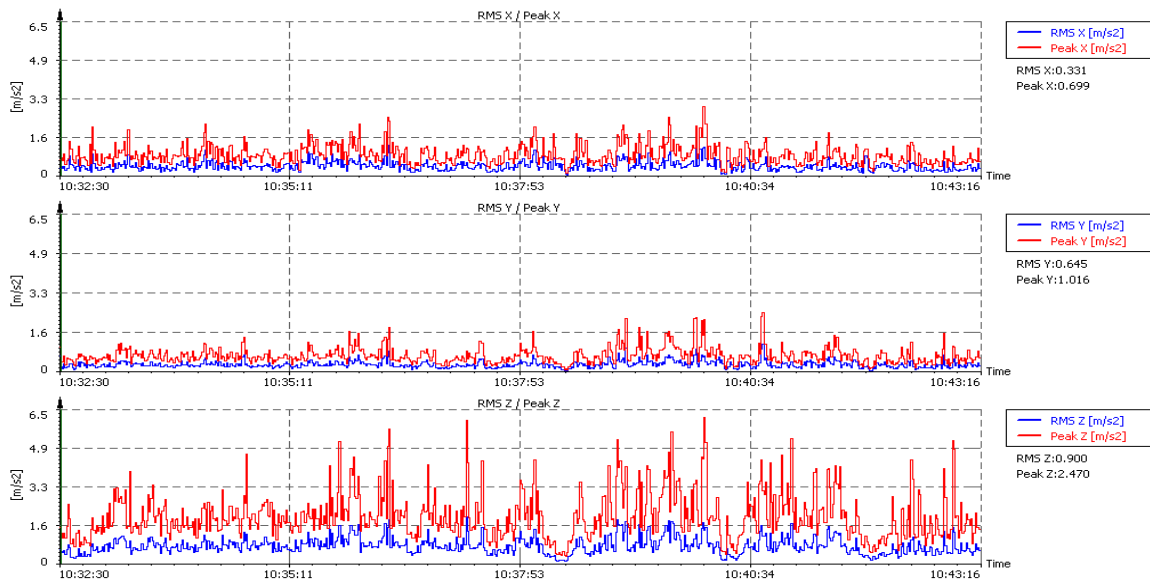 RMS X / Peak X
6.5
4.9
3.3
1.6
0
[m/s2]
10:32:30 10:35:11 10:37:53 10:40:34 10:43:16
Time
RMS X [m/s2]
Peak X [m/s2]
RMS X:0.331
Peak X:0.699
RMS Y / Peak Y
6.5
4.9
3.3
1.6
0
[m/s2]
10:32:30 10:35:11 10:37:53 10:40:34 10:43:16
Time
RMS Y [m/s2]
Peak Y [m/s2]
RMS Y:0.645
Peak Y:1.016
RMS Z / Peak Z
6.5
4.9
3.3
1.6
0
[m/s2]
10:32:30 10:35:11 10:37:53 10:40:34 10:43:16
Time
RMS Z [m/s2]
Peak Z [m/s2]
RMS Z:0.900
Peak Z:2.470